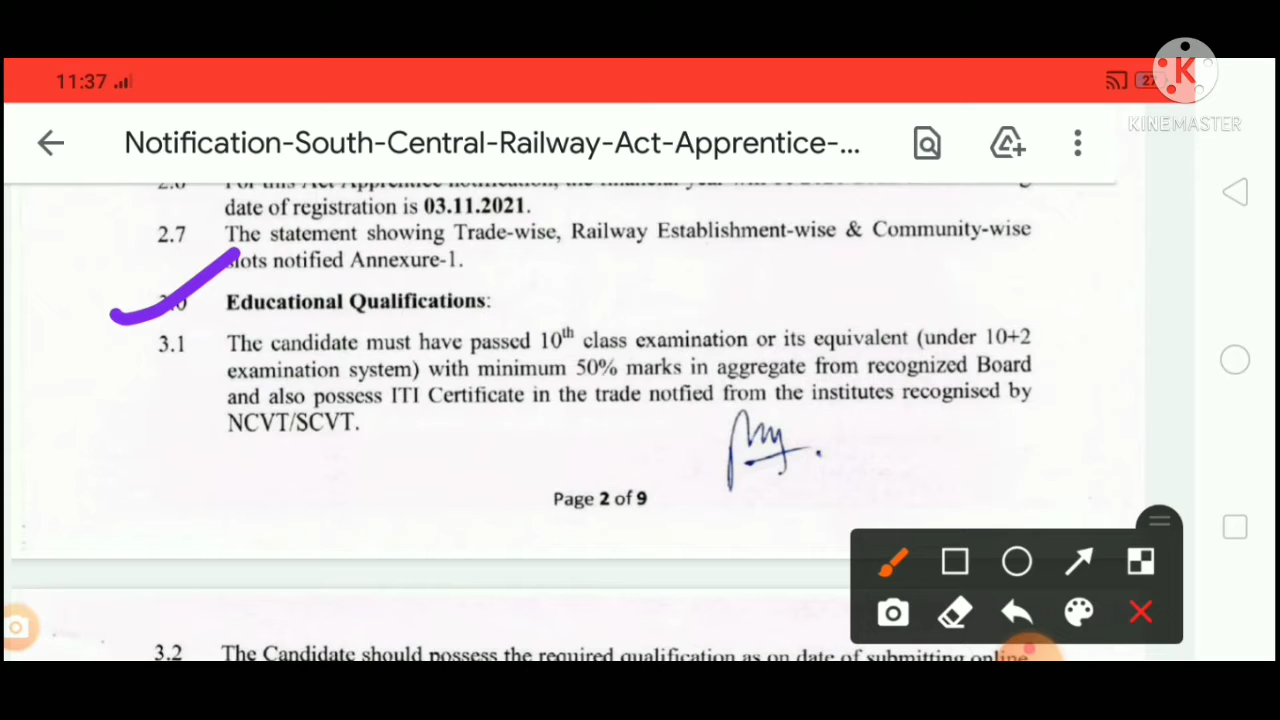 11:37
27
KINEMASTER
Notification-South-Central-Railway-Act-Apprentice-...
date of registration is 03.11.2021.
2.7 The statement showing Trade-wise, Railway Establishment-wise & Community-wise
slots notified Annexure-1.
Educational Qualifications:
3.1 The candidate must have passed 10th class examination or its equivalent (under 10+2
examination system) with minimum 50% marks in aggregate from recognized Board
and also possess ITI Certificate in the trade notfied from the institutes recognised by
NCVT/SCVT.
Page 2 of 9
3.2 The Candidate should possess the required qualification as on date of submitting online